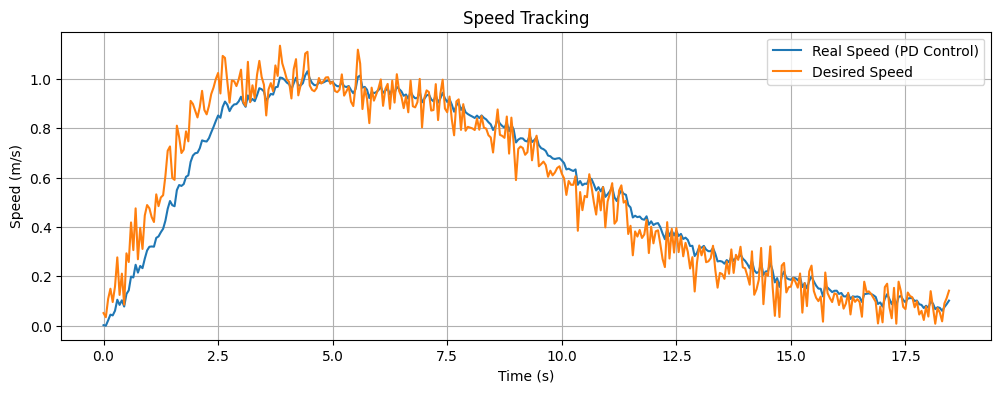 Speed Tracking
Real Speed (PD Control)
Desired Speed
Speed (m/s)
1.0
0.8
0.6
0.4
0.2
0.0
0.0 2.5 5.0 7.5 10.0 12.5 15.0 17.5
Time (s)